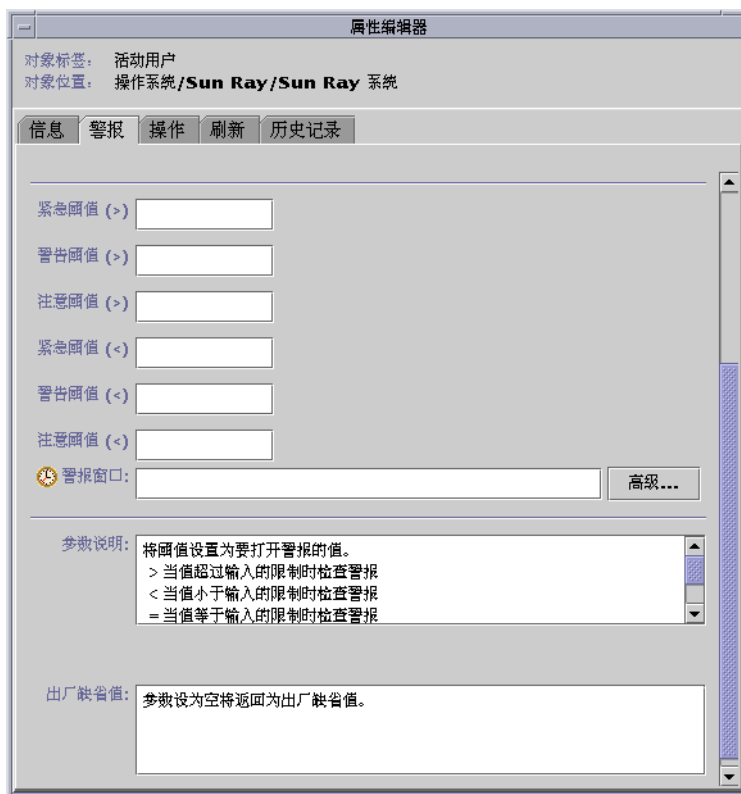 属性编辑器
对象标签: 活动用户
对象位置: 操作系统/Sun Ray/Sun Ray 系统
信息 警报 操作 刷新 历史记录
紧急阈值 (>)
警告阈值 (>)
注意阈值 (>)
紧急阈值 (<)
警告阈值 (<)
注意阈值 (<)
警报窗口: 高级...
参数说明: 将阈值设置为要打开警报的值。
> 当值超过输入的限制时检查警报
< 当值小于输入的限制时检查警报
= 当值等于输入的限制时检查警报
出厂缺省值: 参数设为空将返回为出厂缺省值。